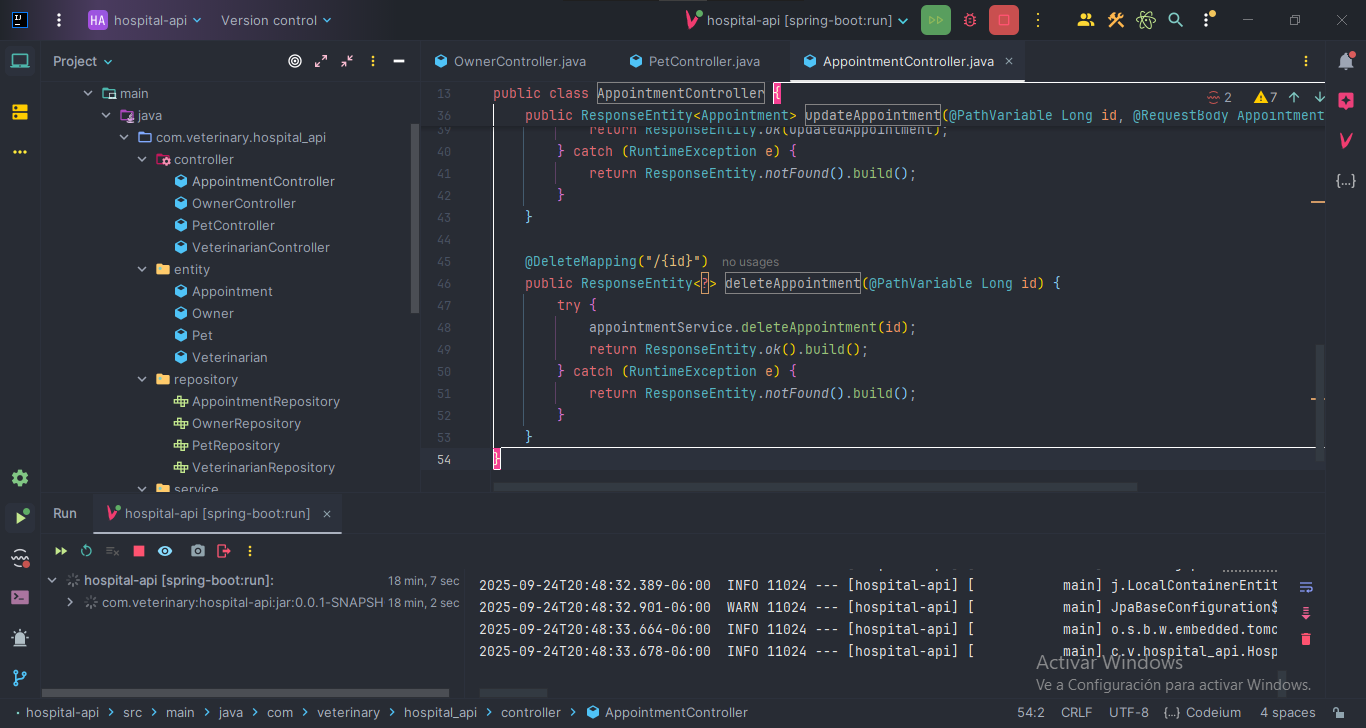 HA hospital-api Version control hospital-api [spring-boot:run]
Project
main
java
com.veterinary.hospital_api
controller
AppointmentController
OwnerController
PetController
VeterinarianController
entity
Appointment
Owner
Pet
Veterinarian
repository
AppointmentRepository
OwnerRepository
PetRepository
VeterinarianRepository
service
OwnerController.java PetController.java AppointmentController.java ×
2 7
13 public class AppointmentController {
36 public ResponseEntity<Appointment> updateAppointment(@PathVariable Long id, @RequestBody Appointment
39 return ResponseEntity.ok(updatedAppointment);
40 } catch (RuntimeException e) {
41 return ResponseEntity.notFound().build();
42 }
43 }
44
45 @DeleteMapping("/{id}") no usages
46 public ResponseEntity<?> deleteAppointment(@PathVariable Long id) {
47 try {
48 appointmentService.deleteAppointment(id);
49 return ResponseEntity.ok().build();
50 } catch (RuntimeException e) {
51 return ResponseEntity.notFound().build();
52 }
53 }
54 }
Run hospital-api [spring-boot:run] ×
hospital-api [spring-boot:run]: 18 min, 7 sec
com.veterinary:hospital-api:jar:0.0.1-SNAPSH 18 min, 2 sec
2025-09-24T20:48:32.389-06:00 INFO 11024 --- [hospital-api] [ main] j.LocalContainerEntit
2025-09-24T20:48:32.901-06:00 WARN 11024 --- [hospital-api] [ main] JpaBaseConfiguration$
2025-09-24T20:48:33.664-06:00 INFO 11024 --- [hospital-api] [ main] o.s.b.w.embedded.tomc
2025-09-24T20:48:33.678-06:00 INFO 11024 --- [hospital-api] [ main] c.v.hospital_api.Hosp
Activar Windows
Ve a Configuración para activar Windows.
hospital-api > src > main > java > com > veterinary > hospital_api > controller > AppointmentController 54:2 CRLF UTF-8 {...} Codeium 4 spaces